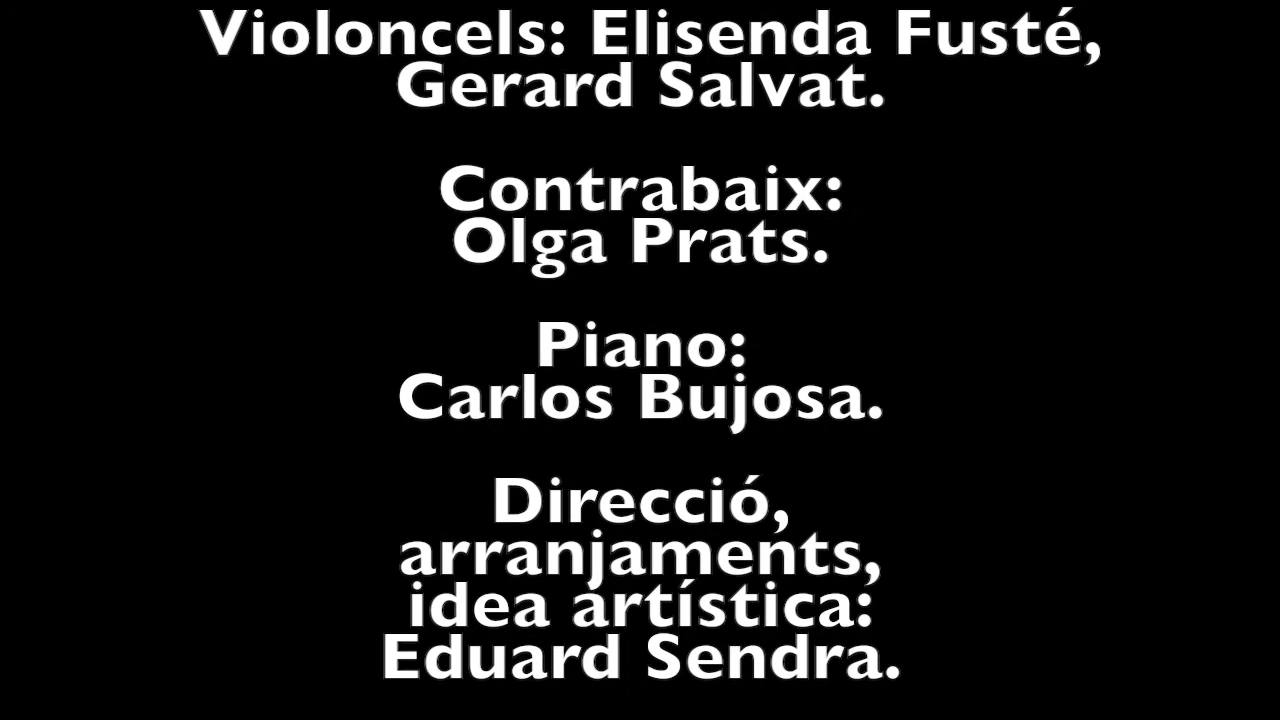 Violoncels: Elisenda Fusté,
Gerard Salvat.
Contrabaix:
Olga Prats.
Piano:
Carlos Bujosa.
Direcció,
arranjaments,
idea artística:
Eduard Sendra.